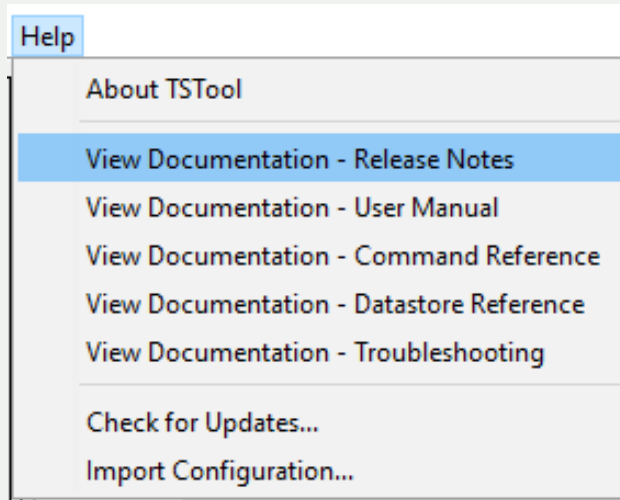 Help
About TSTool
View Documentation - Release Notes
View Documentation - User Manual
View Documentation - Command Reference
View Documentation - Datastore Reference
View Documentation - Troubleshooting
Check for Updates...
Import Configuration...